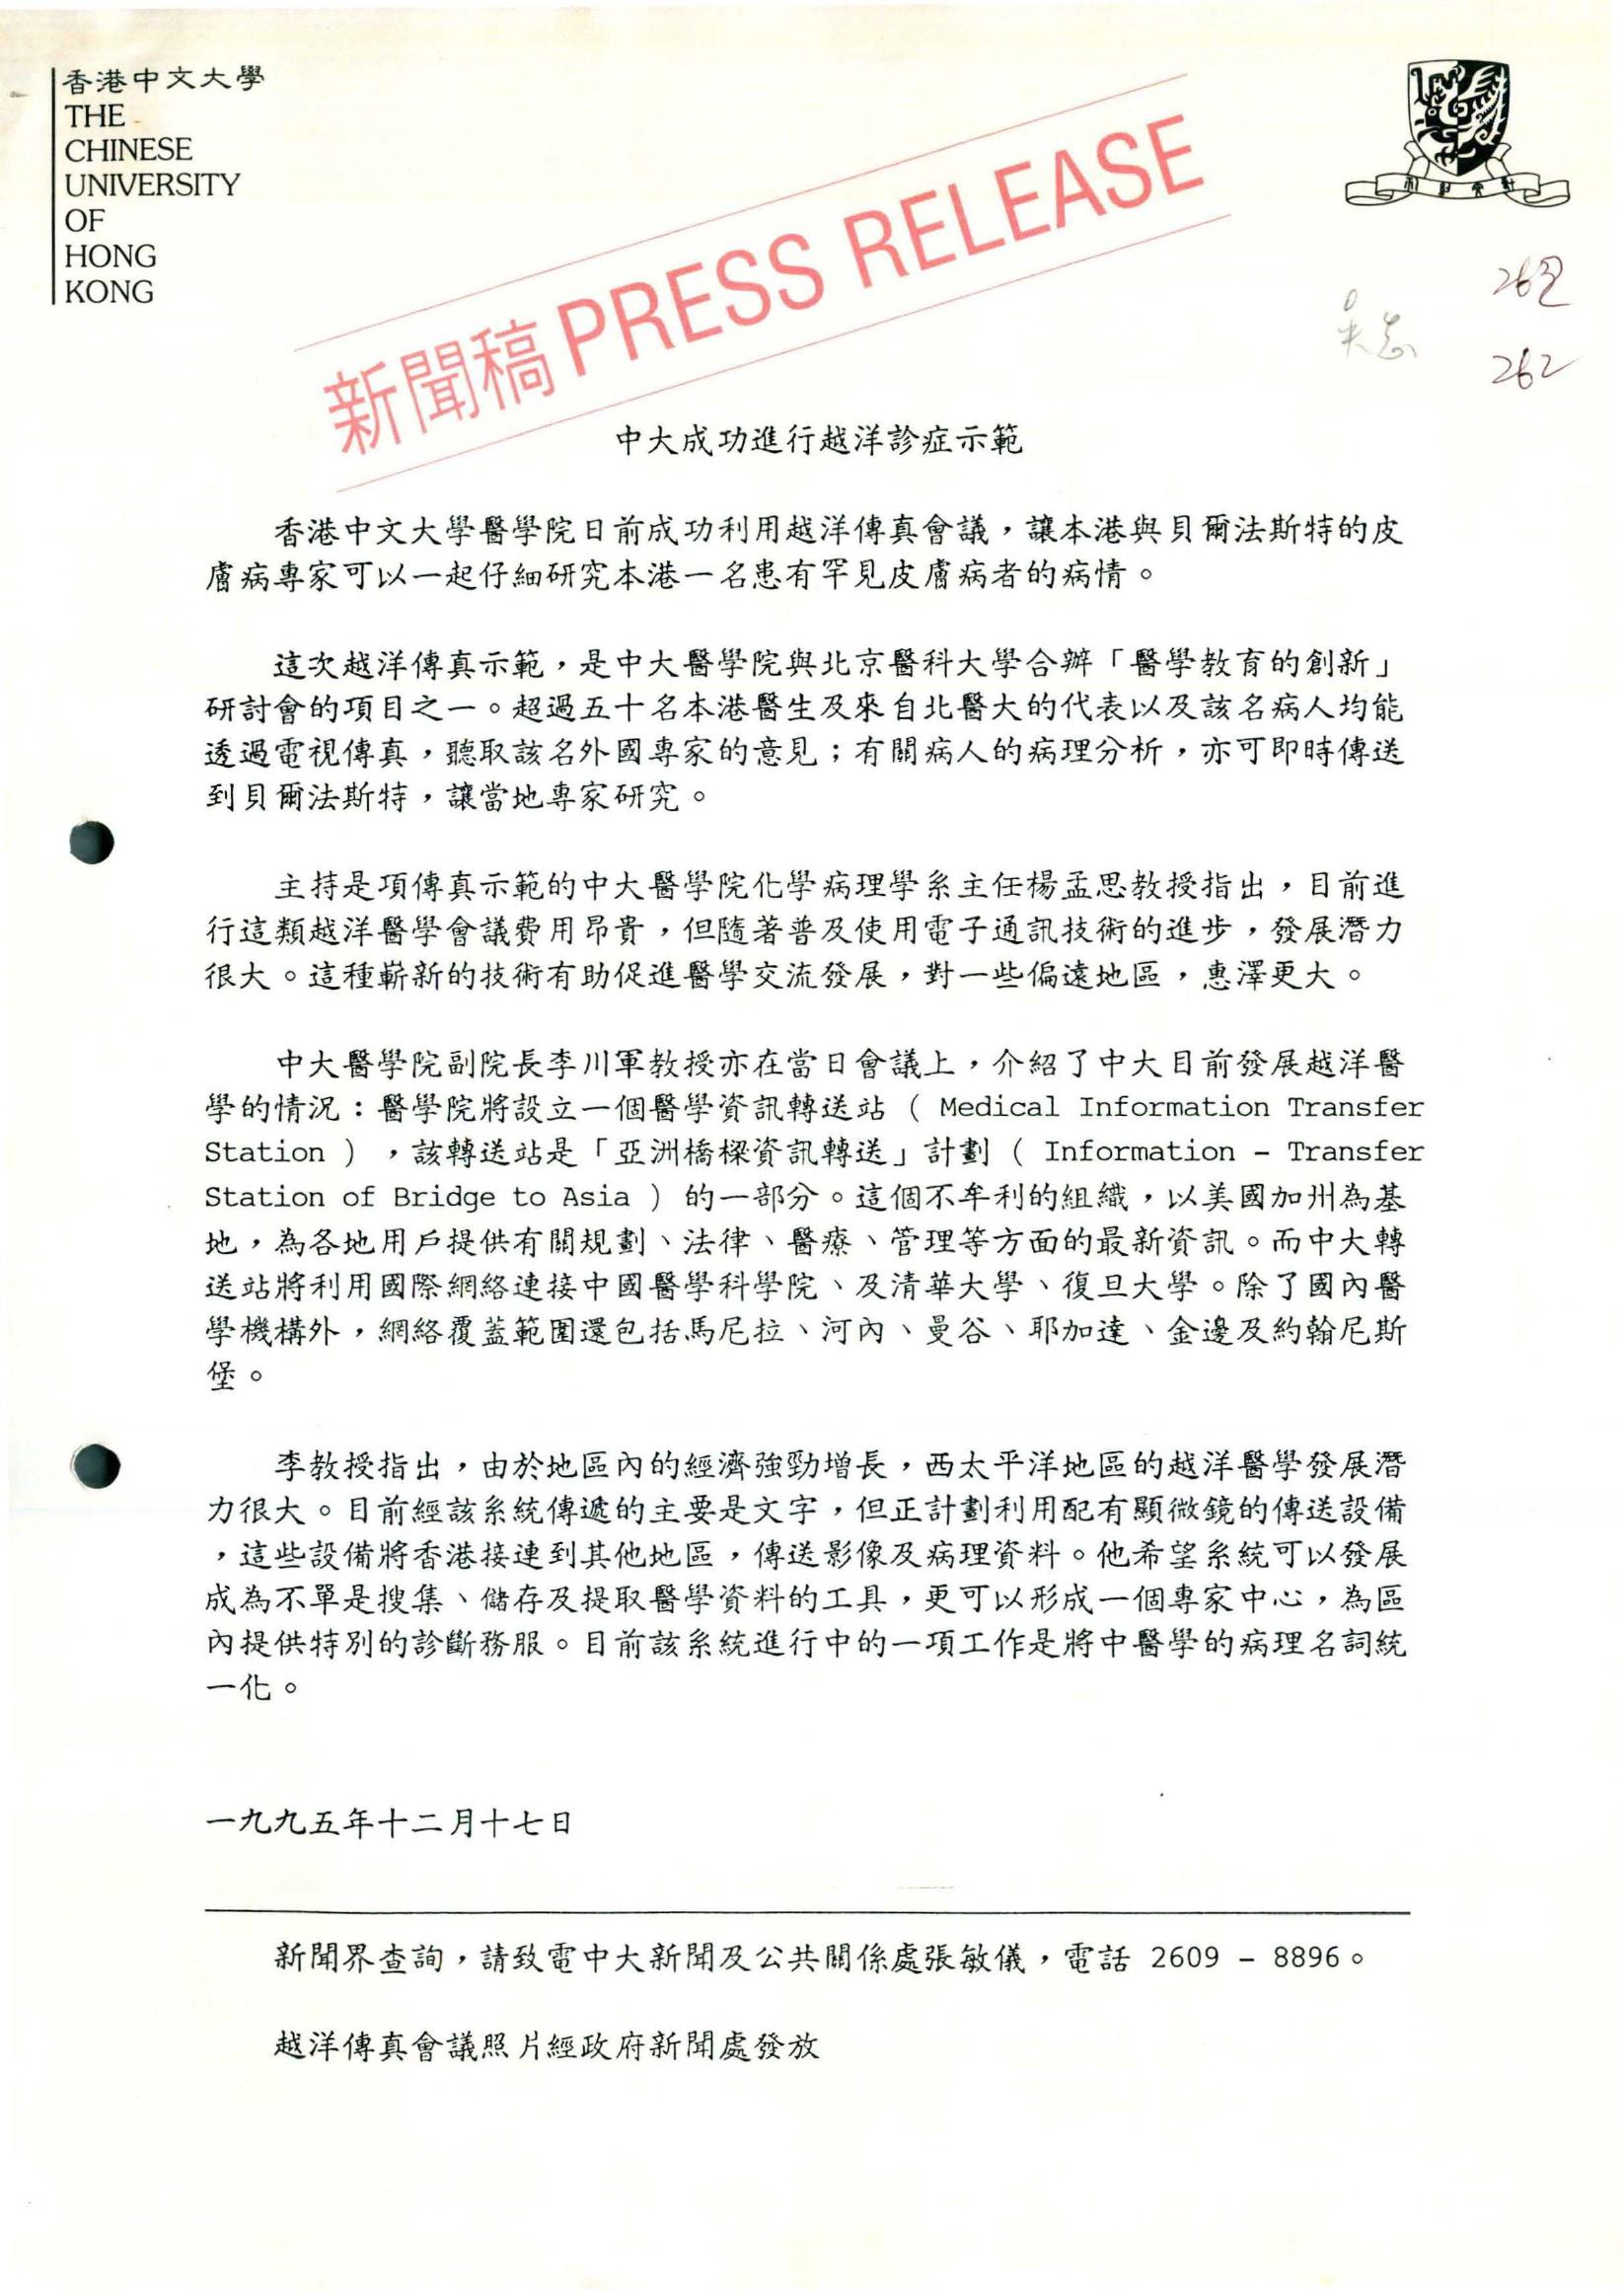 香港中文大學
THE
CHINESE
UNIVERSITY
OF
HONG
KONG
新聞稿 PRESS RELEASE
262
中大成功進行越洋診症示範
香港中文大學醫學院日前成功利用越洋傳真會議，讓本港與貝爾法斯特的皮
膚病專家可以一起仔細研究本港一名患有罕見皮膚病者的病情。
這次越洋傳真示範，是中大醫學院與北京醫科大學合辦「醫學教育的創新」
研討會的項目之一。超過五十名本港醫生及來自北醫大的代表以及該名病人均能
透過電視傳真，聽取該名外國專家的意見；有關病人的病理分析，亦可即時傳送
到貝爾法斯特，讓當地專家研究。
主持是項傳真示範的中大醫學院化學病理學系主任楊孟思教授指出，目前進
行這類越洋醫學會議費用昂貴，但隨著普及使用電子通訊技術的進步，發展潛力
很大。這種嶄新的技術有助促進醫學交流發展，對一些偏遠地區，惠澤更大。
中大醫學院副院長李川軍教授亦在當日會議上，介紹了中大目前發展越洋醫
學的情況：醫學院將設立一個醫學資訊轉送站（ Medical Information Transfer
Station ），該轉送站是「亞洲橋樑資訊轉送」計劃（ Information - Transfer
Station of Bridge to Asia ）的一部分。這個不牟利的組織，以美國加州為基
地，為各地用戶提供有關規劃、法律、醫療、管理等方面的最新資訊。而中大轉
送站將利用國際網絡連接中國醫學科學院、及清華大學、復旦大學。除了國內醫
學機構外，網絡覆蓋範圍還包括馬尼拉、河內、曼谷、耶加達、金邊及約翰尼斯
堡。
李教授指出，由於地區內的經濟強勁增長，西太平洋地區的越洋醫學發展潛
力很大。目前經該系統傳遞的主要是文字，但正計劃利用配有顯微鏡的傳送設備
，這些設備將香港接連到其他地區，傳送影像及病理資料。他希望系統可以發展
成為不單是搜集、儲存及提取醫學資料的工具，更可以形成一個專家中心，為區
內提供特別的診斷務服。目前該系統進行中的一項工作是將中醫學的病理名詞統
一化。
一九九五年十二月十七日
新聞界查詢，請致電中大新聞及公共關係處張敏儀，電話 2609 - 8896。
越洋傳真會議照片經政府新聞處發放